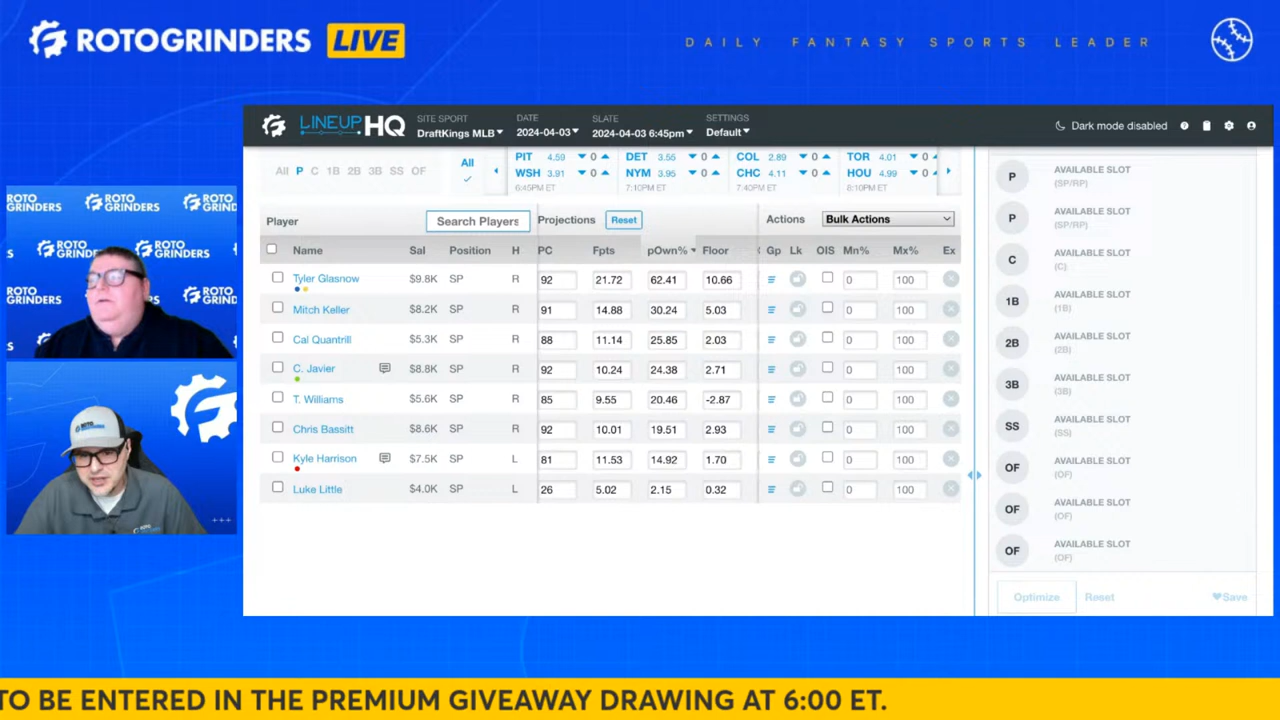 ROTOGRINDERS LIVE
DAILY FANTASY SPORTS LEADER
LINEUPHQ
SITE SPORT
DraftKings MLB
DATE
2024-04-03
SLATE
2024-04-03 6:45pm
SETTINGS
Default
Dark mode disabled
All P C 1B 2B 3B SS OF
All
PIT 4.59 0
WSH 3.91 0
6:45PM ET
DET 3.55 0
NYM 3.95 0
7:10PM ET
COL 2.89 0
CHC 4.11 0
7:40PM ET
TOR 4.01 0
HOU 4.99 0
8:10PM ET
Player Search Players Projections Reset Actions Bulk Actions
Name Sal Position H PC Fpts pOwn% Floor Gp Lk OIS Mn% Mx% Ex
Tyler Glasnow $9.8K SP R 92 21.72 62.41 10.66 0 100
Mitch Keller $8.2K SP R 91 14.88 30.24 5.03 0 100
Cal Quantrill $5.3K SP R 88 11.14 25.85 2.03 0 100
C. Javier $8.8K SP R 92 10.24 24.38 2.71 0 100
T. Williams $5.6K SP R 85 9.55 20.46 -2.87 0 100
Chris Bassitt $8.6K SP R 92 10.01 19.51 2.93 0 100
Kyle Harrison $7.5K SP L 81 11.53 14.92 1.70 0 100
Luke Little $4.0K SP L 26 5.02 2.15 0.32 0 100
P AVAILABLE SLOT
(SP/RP)
P AVAILABLE SLOT
(SP/RP)
C AVAILABLE SLOT
(C)
1B AVAILABLE SLOT
(1B)
2B AVAILABLE SLOT
(2B)
3B AVAILABLE SLOT
(3B)
SS AVAILABLE SLOT
(SS)
OF AVAILABLE SLOT
(OF)
OF AVAILABLE SLOT
(OF)
OF AVAILABLE SLOT
(OF)
Optimize Reset Save
ROTO GRINDERS
TO BE ENTERED IN THE PREMIUM GIVEAWAY DRAWING AT 6:00 ET.